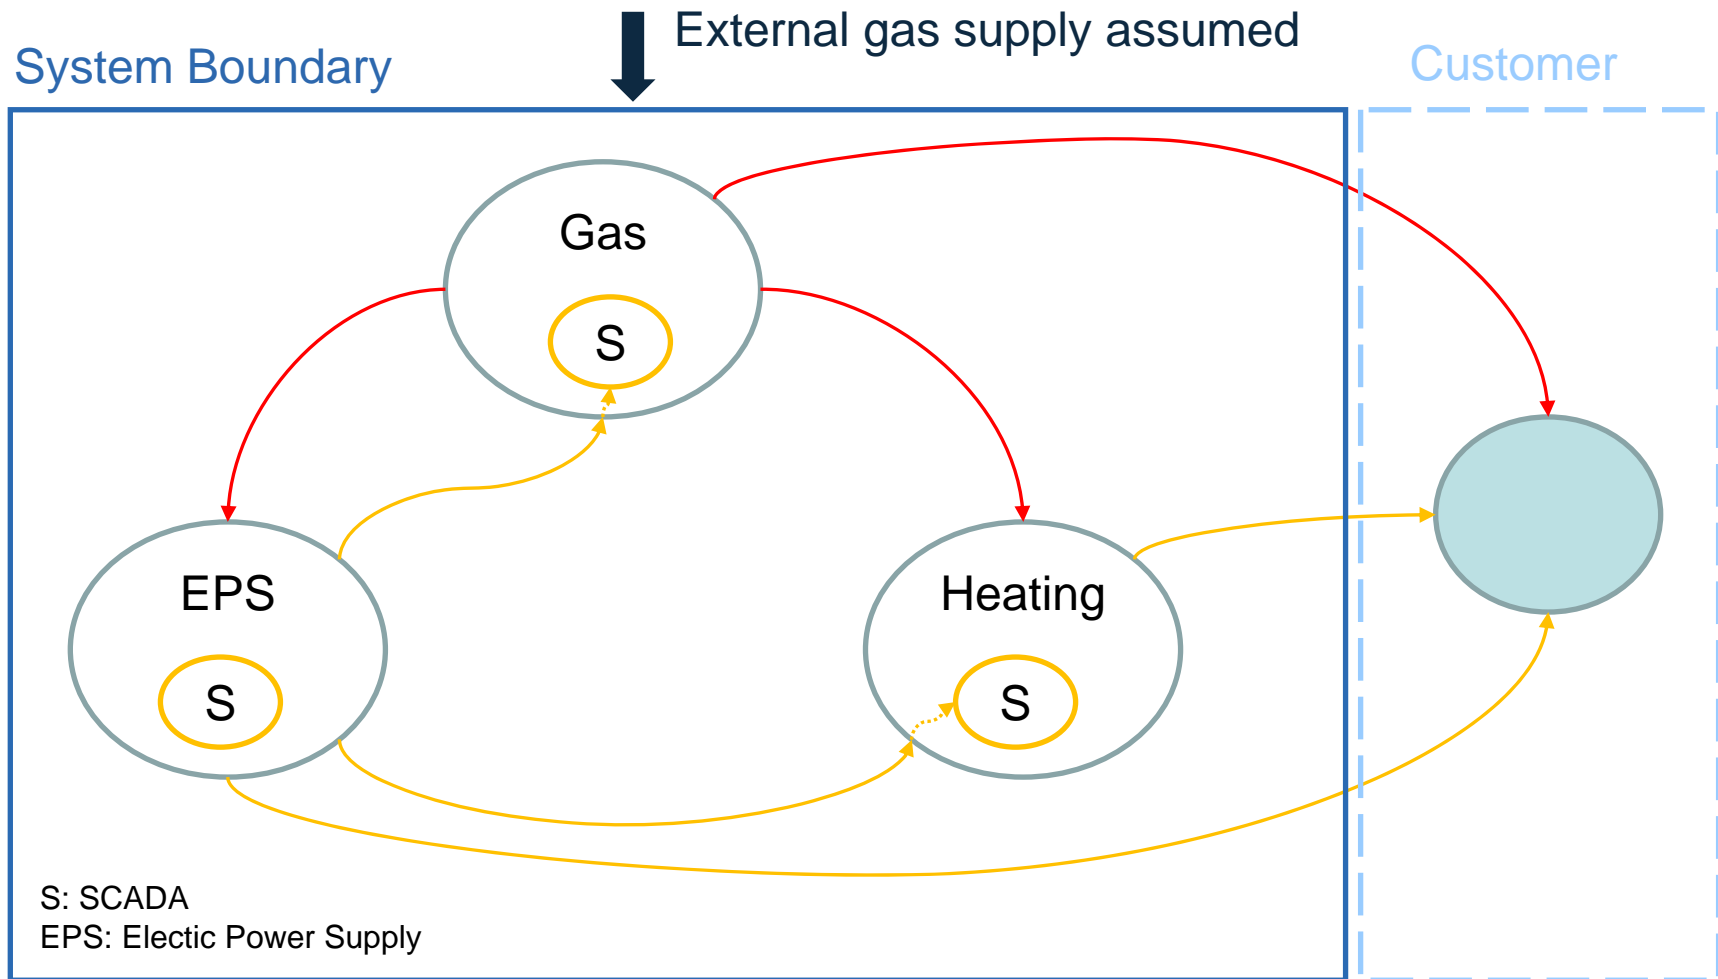 External gas supply assumed
System Boundary
Customer
Gas
S
EPS
Heating
S
S
S: SCADA
EPS: Electic Power Supply